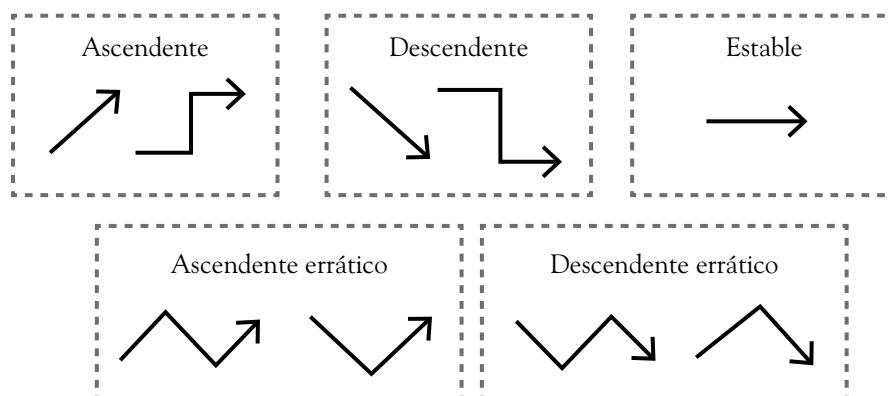 Ascendente
Descendente
Estable
Ascendente errático
Descendente errático